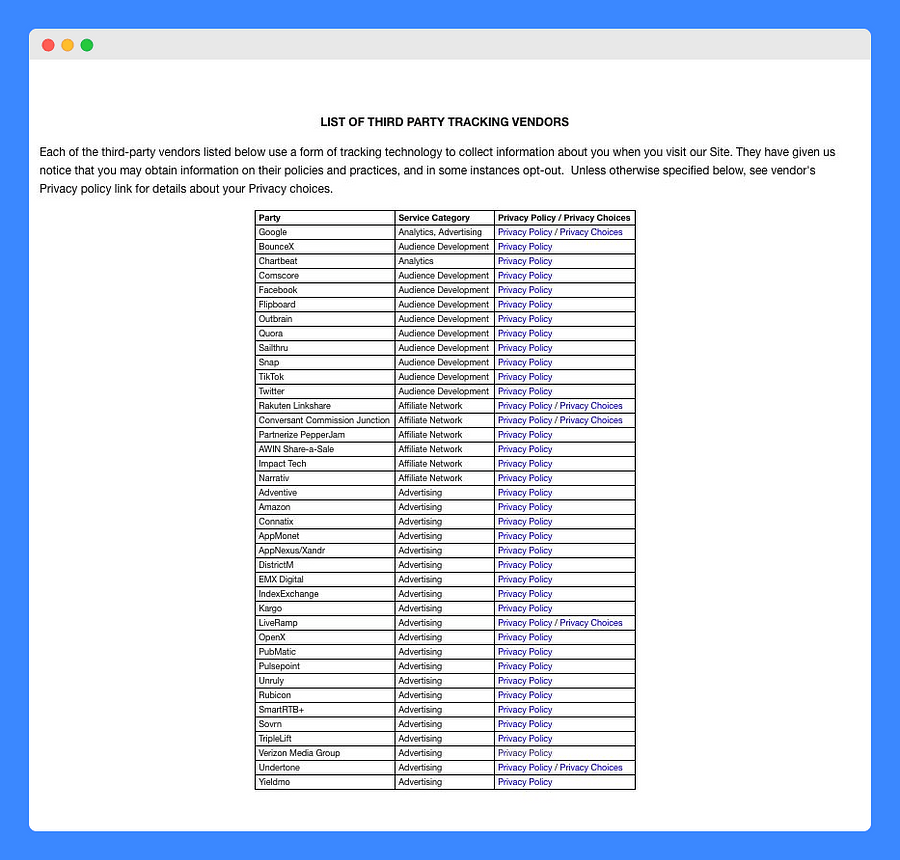 LIST OF THIRD PARTY TRACKING VENDORS
Each of the third-party vendors listed below use a form of tracking technology to collect information about you when you visit our Site. They have given us
notice that you may obtain information on their policies and practices, and in some instances opt-out.  Unless otherwise specified below, see vendor's
Privacy policy link for details about your Privacy choices.
Party Service Category Privacy Policy / Privacy Choices
Google Analytics, Advertising Privacy Policy / Privacy Choices
BounceX Audience Development Privacy Policy
Chartbeat Analytics Privacy Policy
Comscore Audience Development Privacy Policy
Facebook Audience Development Privacy Policy
Flipboard Audience Development Privacy Policy
Outbrain Audience Development Privacy Policy
Quora Audience Development Privacy Policy
Sailthru Audience Development Privacy Policy
Snap Audience Development Privacy Policy
TikTok Audience Development Privacy Policy
Twitter Audience Development Privacy Policy
Rakuten Linkshare Affiliate Network Privacy Policy / Privacy Choices
Conversant Commission Junction Affiliate Network Privacy Policy / Privacy Choices
Partnerize PepperJam Affiliate Network Privacy Policy
AWIN Share-a-Sale Affiliate Network Privacy Policy
Impact Tech Affiliate Network Privacy Policy
Narrativ Affiliate Network Privacy Policy
Adventive Advertising Privacy Policy
Amazon Advertising Privacy Policy
Connatix Advertising Privacy Policy
AppMonet Advertising Privacy Policy
AppNexus/Xandr Advertising Privacy Policy
DistrictM Advertising Privacy Policy
EMX Digital Advertising Privacy Policy
IndexExchange Advertising Privacy Policy
Kargo Advertising Privacy Policy
LiveRamp Advertising Privacy Policy / Privacy Choices
OpenX Advertising Privacy Policy
PubMatic Advertising Privacy Policy
Pulsepoint Advertising Privacy Policy
Unruly Advertising Privacy Policy
Rubicon Advertising Privacy Policy
SmartRTB+ Advertising Privacy Policy
Sovrn Advertising Privacy Policy
TripleLift Advertising Privacy Policy
Verizon Media Group Advertising Privacy Policy
Undertone Advertising Privacy Policy / Privacy Choices
Yieldmo Advertising Privacy Policy